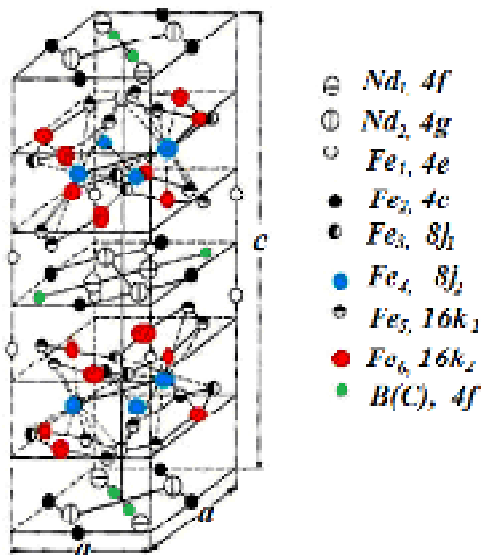 Nd1, 4f
Nd2, 4g
Fe1, 4e
Fe2, 4c
Fe3, 8j1
Fe4, 8j2
Fe5, 16k1
Fe6, 16k2
B(C), 4f
c
a
a